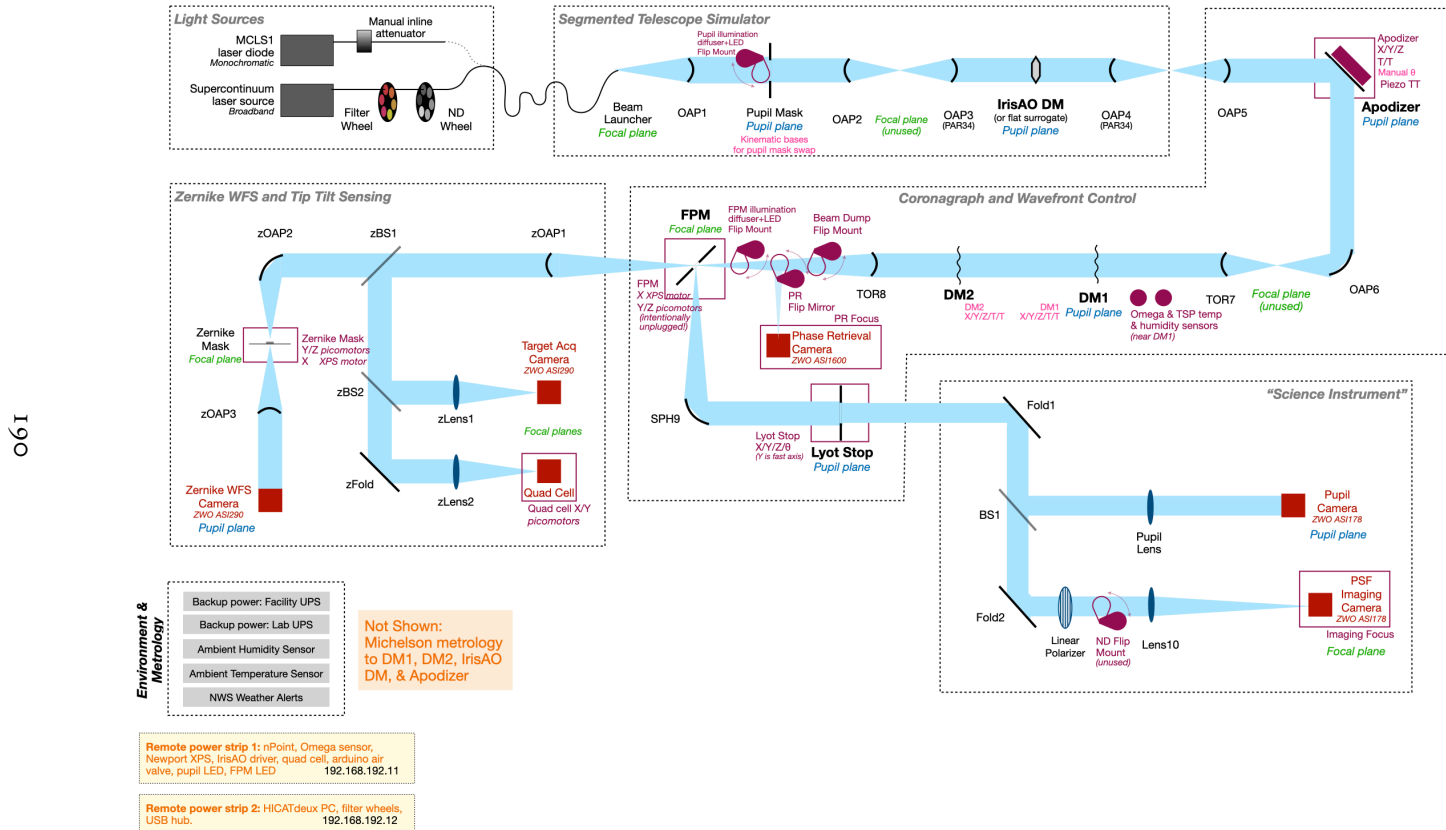 Light Sources
MCLS1
laser diode
Monochromatic
Manual inline
attenuator
Supercontinuum
laser source
Broadband
Filter
Wheel
ND
Wheel
Segmented Telescope Simulator
Beam
Launcher
Focal plane
OAP1
Pupil illumination
diffuser+LED
Flip Mount
Pupil Mask
Pupil plane
Kinematic bases
for pupil mask swap
OAP2
Focal plane
(unused)
OAP3
(PAR34)
IrisAO DM
(or flat surrogate)
Pupil plane
OAP4
(PAR34)
OAP5
Apodizer
X/Y/Z
T/T
Manual θ
Piezo TT
Apodizer
Pupil plane
Zernike WFS and Tip Tilt Sensing
zOAP2
zBS1
zOAP1
Zernike
Mask
Focal plane
Zernike Mask
Y/Z picomotors
X XPS motor
Target Acq
Camera
ZWO ASI290
zBS2
zLens1
zOAP3
Focal planes
zFold
zLens2
Quad Cell
Quad cell X/Y
picomotors
Zernike WFS
Camera
ZWO ASI290
Pupil plane
Coronagraph and Wavefront Control
FPM
Focal plane
FPM illumination
diffuser+LED
Flip Mount
Beam Dump
Flip Mount
FPM
X XPS motor
Y/Z picomotors
(intentionally
unplugged!)
PR
Flip Mirror
TOR8
DM2
DM2
X/Y/Z/T/T
DM1
X/Y/Z/T/T
DM1
Pupil plane
Omega & TSP temp
& humidity sensors
(near DM1)
TOR7
Focal plane
(unused)
OAP6
PR Focus
Phase Retrieval
Camera
ZWO ASI1600
SPH9
Lyot Stop
X/Y/Z/θ
(Y is fast axis)
Lyot Stop
Pupil plane
“Science Instrument”
Fold1
BS1
Pupil
Lens
Pupil
Camera
ZWO ASI178
Pupil plane
Fold2
Linear
Polarizer
ND Flip
Mount
(unused)
Lens10
PSF
Imaging
Camera
ZWO ASI178
Imaging Focus
Focal plane
190
Environment &
Metrology
Backup power: Facility UPS
Backup power: Lab UPS
Ambient Humidity Sensor
Ambient Temperature Sensor
NWS Weather Alerts
Not Shown:
Michelson metrology
to DM1, DM2, IrisAO
DM, & Apodizer
Remote power strip 1: nPoint, Omega sensor,
Newport XPS, IrisAO driver, quad cell, arduino air
valve, pupil LED, FPM LED 192.168.192.11
Remote power strip 2: HICATdeux PC, filter wheels,
USB hub. 192.168.192.12